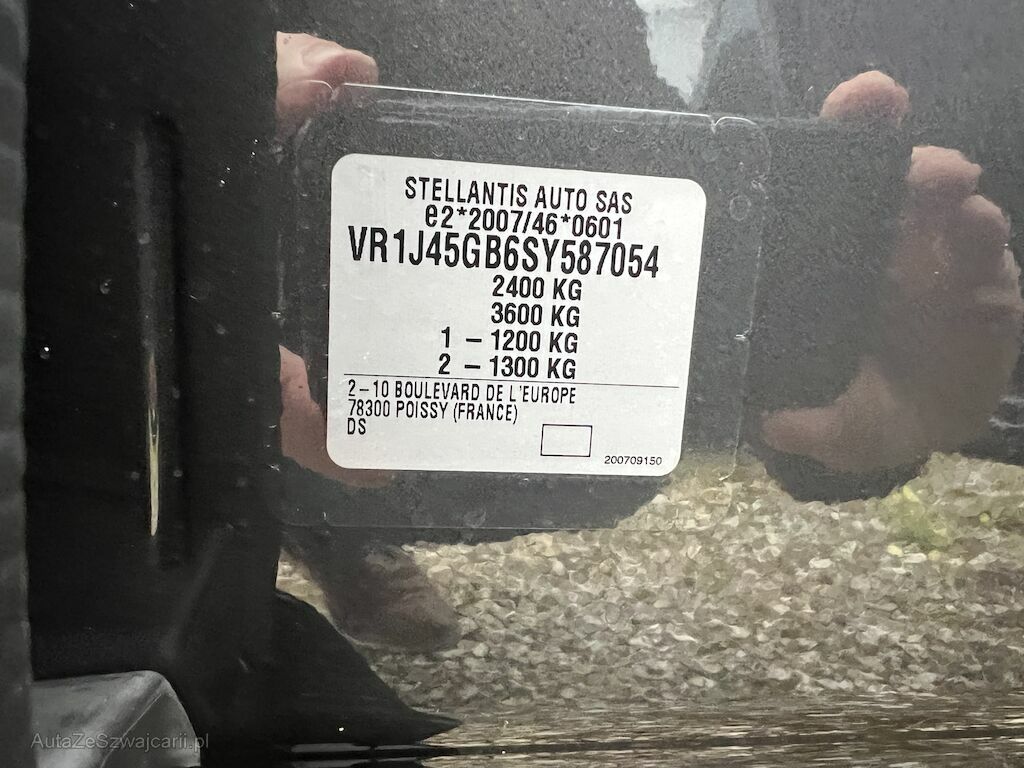 STELLANTIS AUTO SAS
e2*2007/46*0601
VR1J45GB6SY587054
2400 KG
3600 KG
1 – 1200 KG
2 – 1300 KG
2–10 BOULEVARD DE L'EUROPE
78300 POISSY (FRANCE)
DS
200709150
AutaZeSzwajcarii.pl